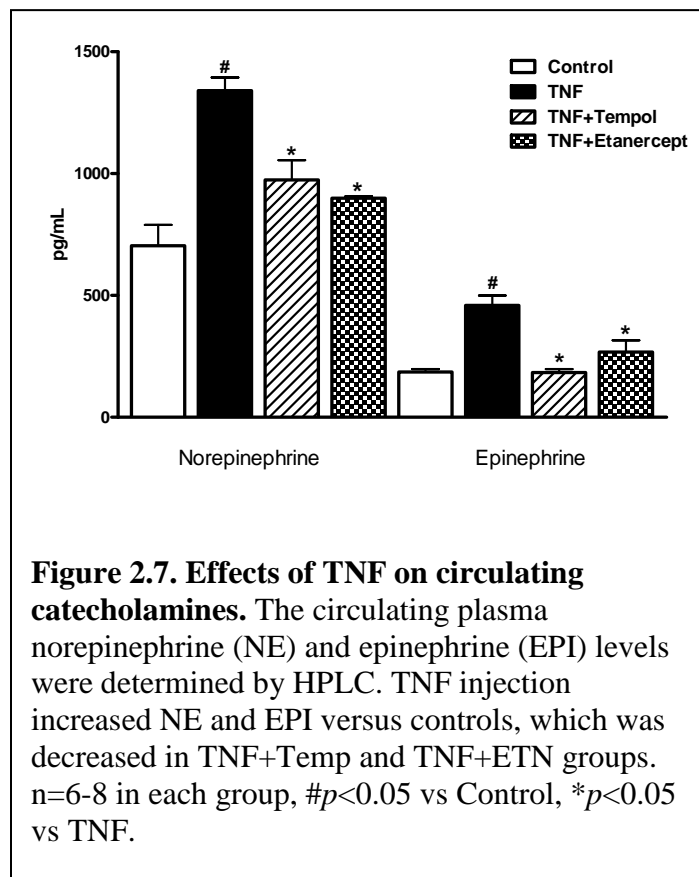 1500
1000
500
0
pg/mL
#
*
*
#
*
*
Control
TNF
TNF+Tempol
TNF+Etanercept
Norepinephrine
Epinephrine
Figure 2.7. Effects of TNF on circulating
catecholamines. The circulating plasma
norepinephrine (NE) and epinephrine (EPI) levels
were determined by HPLC. TNF injection
increased NE and EPI versus controls, which was
decreased in TNF+Temp and TNF+ETN groups.
n=6-8 in each group, #p<0.05 vs Control, *p<0.05
vs TNF.